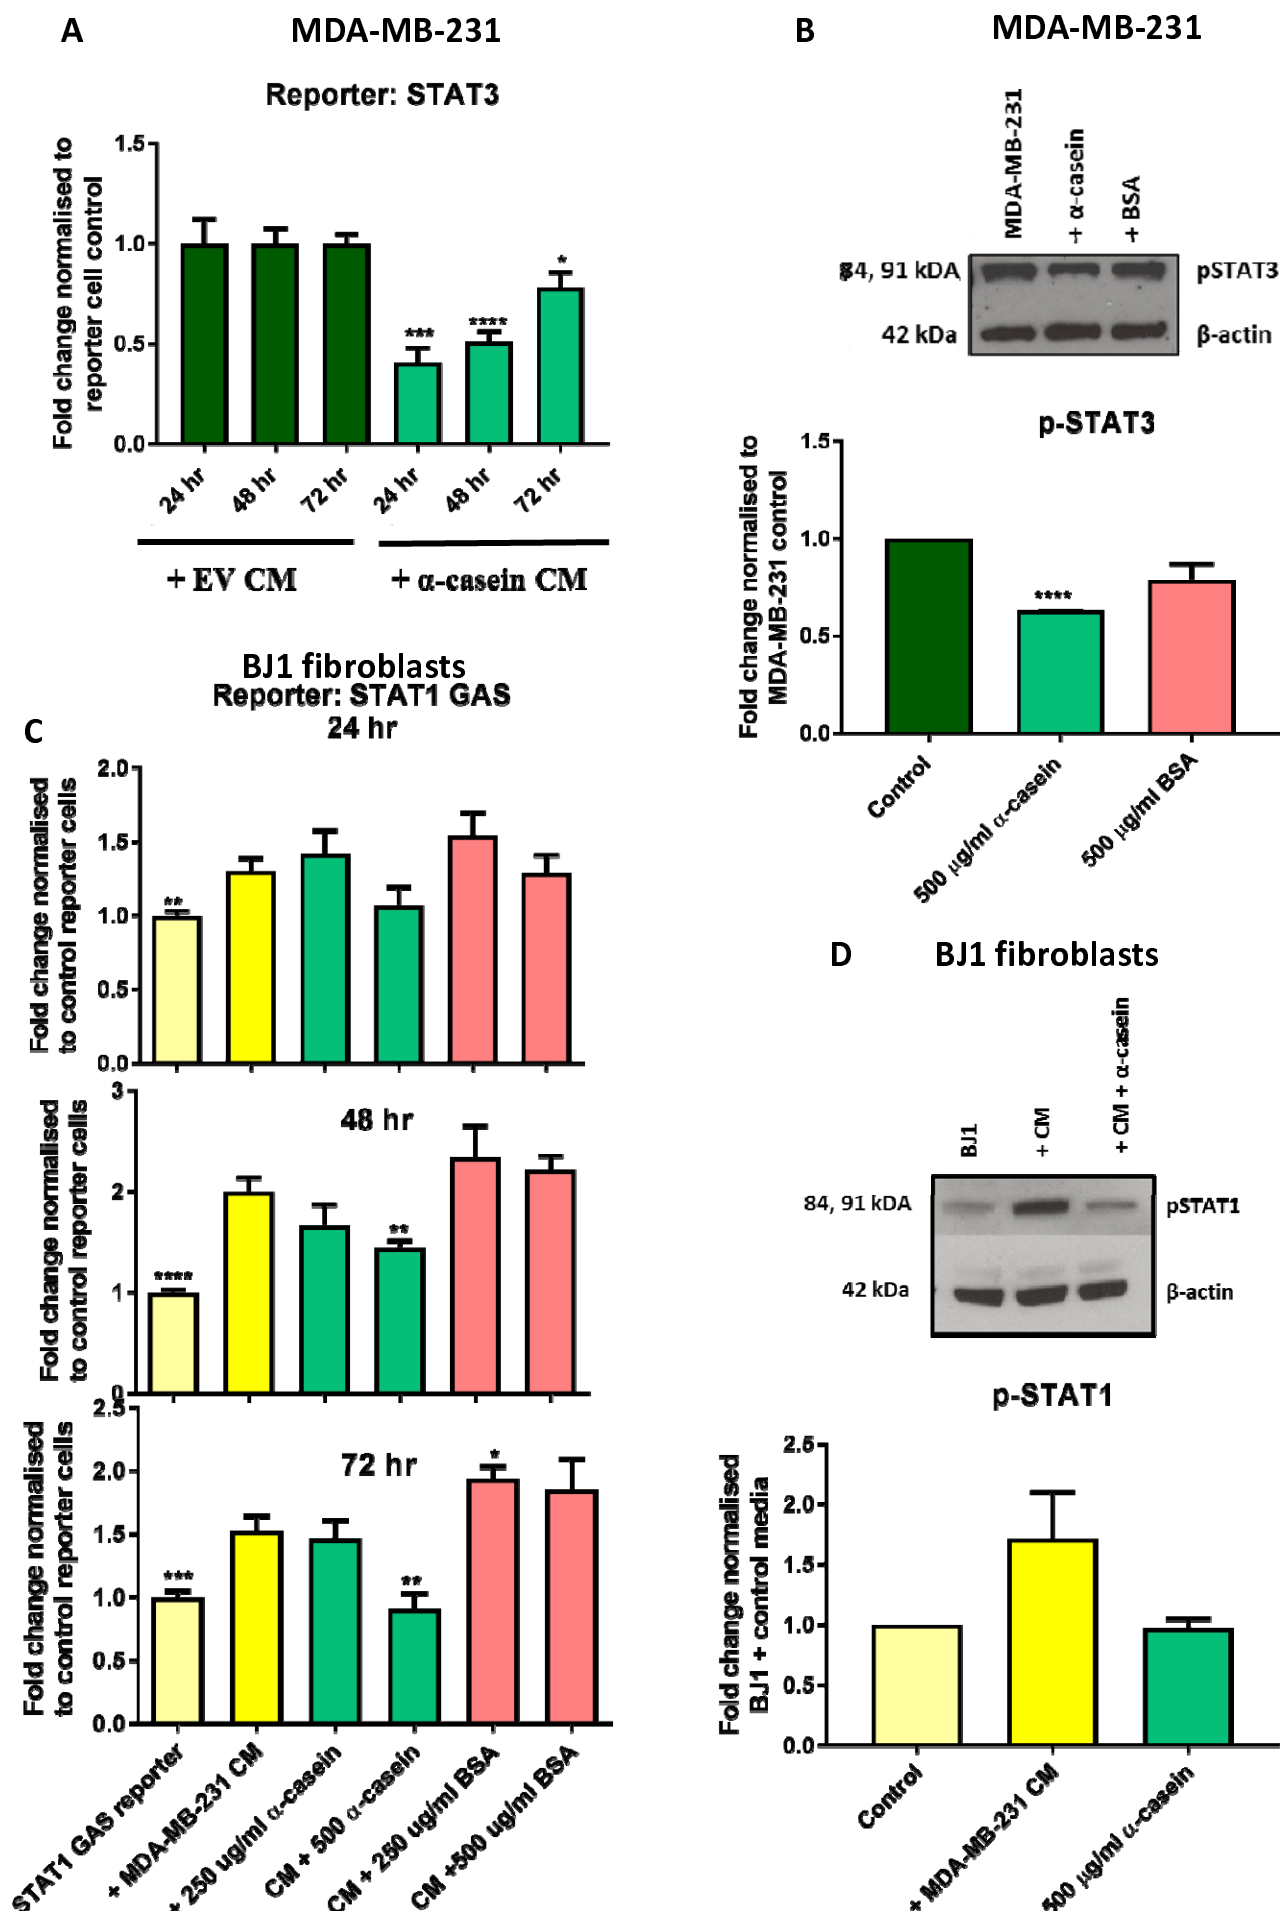 A
MDA-MB-231
Reporter: STAT3
Fold change normalised to
reporter cell control
1.5
1.0
0.5
0.0
***
****
*
24 hr
48 hr
72 hr
24 hr
48 hr
72 hr
+ EV CM
+ α-casein CM
B
MDA-MB-231
MDA-MB-231
+ α-casein
+ BSA
84, 91 kDA
pSTAT3
42 kDa
β-actin
p-STAT3
Fold change normalised to
MDA-MB-231 control
1.5
1.0
0.5
0.0
****
Control
500 µg/ml α-casein
500 µg/ml BSA
BJ1 fibroblasts
Reporter: STAT1 GAS
C
24 hr
Fold change normalised
to control reporter cells
2.0
1.5
1.0
0.5
0.0
**
48 hr
Fold change normalised
to control reporter cells
3
2
1
0
****
**
72 hr
Fold change normalised
to control reporter cells
2.5
2.0
1.5
1.0
0.5
0.0
***
**
*
STAT1 GAS reporter
+ MDA-MB-231 CM
+ 250 ug/ml α-casein
CM + 500 α-casein
CM + 250 ug/ml BSA
CM +500 ug/ml BSA
D
BJ1 fibroblasts
BJ1
+ CM
+ CM + α-casein
84, 91 kDA
pSTAT1
42 kDa
β-actin
p-STAT1
Fold change normalised
BJ1 + control media
2.5
2.0
1.5
1.0
0.5
0.0
Control
+ MDA-MB-231 CM
500 µg/ml α-casein